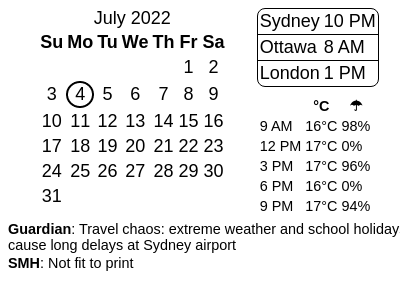 July 2022
Su Mo Tu We Th Fr Sa
1 2
3 4 5 6 7 8 9
10 11 12 13 14 15 16
17 18 19 20 21 22 23
24 25 26 27 28 29 30
31
Sydney 10 PM
Ottawa 8 AM
London 1 PM
°C ☂
9 AM 16°C 98%
12 PM 17°C 0%
3 PM 17°C 96%
6 PM 16°C 0%
9 PM 17°C 94%
Guardian: Travel chaos: extreme weather and school holiday
cause long delays at Sydney airport
SMH: Not fit to print